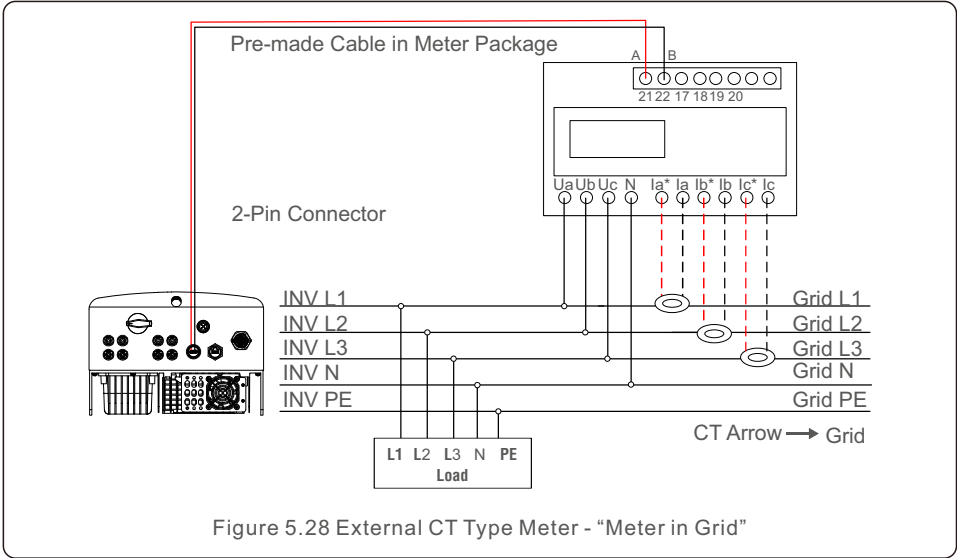 Pre-made Cable in Meter Package
A B
21 22 17 18 19 20
Ua Ub Uc N Ia* Ia Ib* Ib Ic* Ic
2-Pin Connector
INV L1 Grid L1
INV L2 Grid L2
INV L3 Grid L3
INV N Grid N
INV PE Grid PE
CT Arrow → Grid
L1 L2 L3 N PE
Load
Figure 5.28 External CT Type Meter - “Meter in Grid”